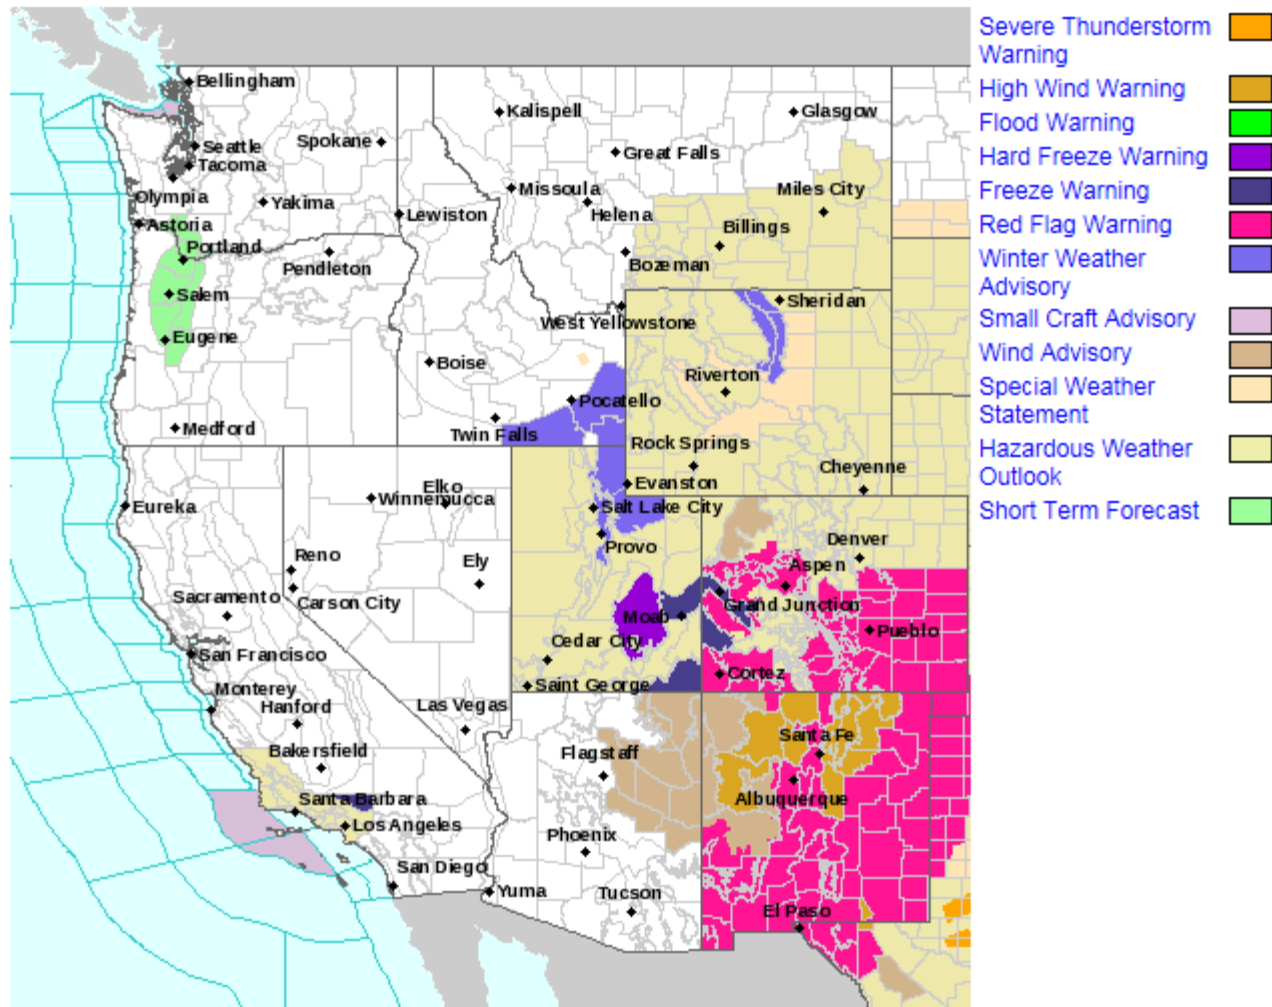 Severe Thunderstorm
Warning
High Wind Warning
Flood Warning
Hard Freeze Warning
Freeze Warning
Red Flag Warning
Winter Weather
Advisory
Small Craft Advisory
Wind Advisory
Special Weather
Statement
Hazardous Weather
Outlook
Short Term Forecast
Bellingham
Kalispell
Glasgow
Seattle
Spokane
Great Falls
Tacoma
Missoula
Miles City
Olympia
Yakima
Lewiston
Helena
Astoria
Billings
Portland
Pendleton
Bozeman
Salem
Sheridan
West Yellowstone
Eugene
Boise
Riverton
Pocatello
Medford
Twin Falls
Rock Springs
Cheyenne
Evanston
Elko
Winnemucca
Eureka
Salt Lake City
Provo
Denver
Reno
Ely
Aspen
Sacramento
Carson City
Grand Junction
Moab
Pueblo
Cedar City
San Francisco
Cortez
Saint George
Monterey
Hanford
Las Vegas
Santa Fe
Bakersfield
Flagstaff
Santa Barbara
Albuquerque
Los Angeles
Phoenix
San Diego
Yuma
Tucson
El Paso